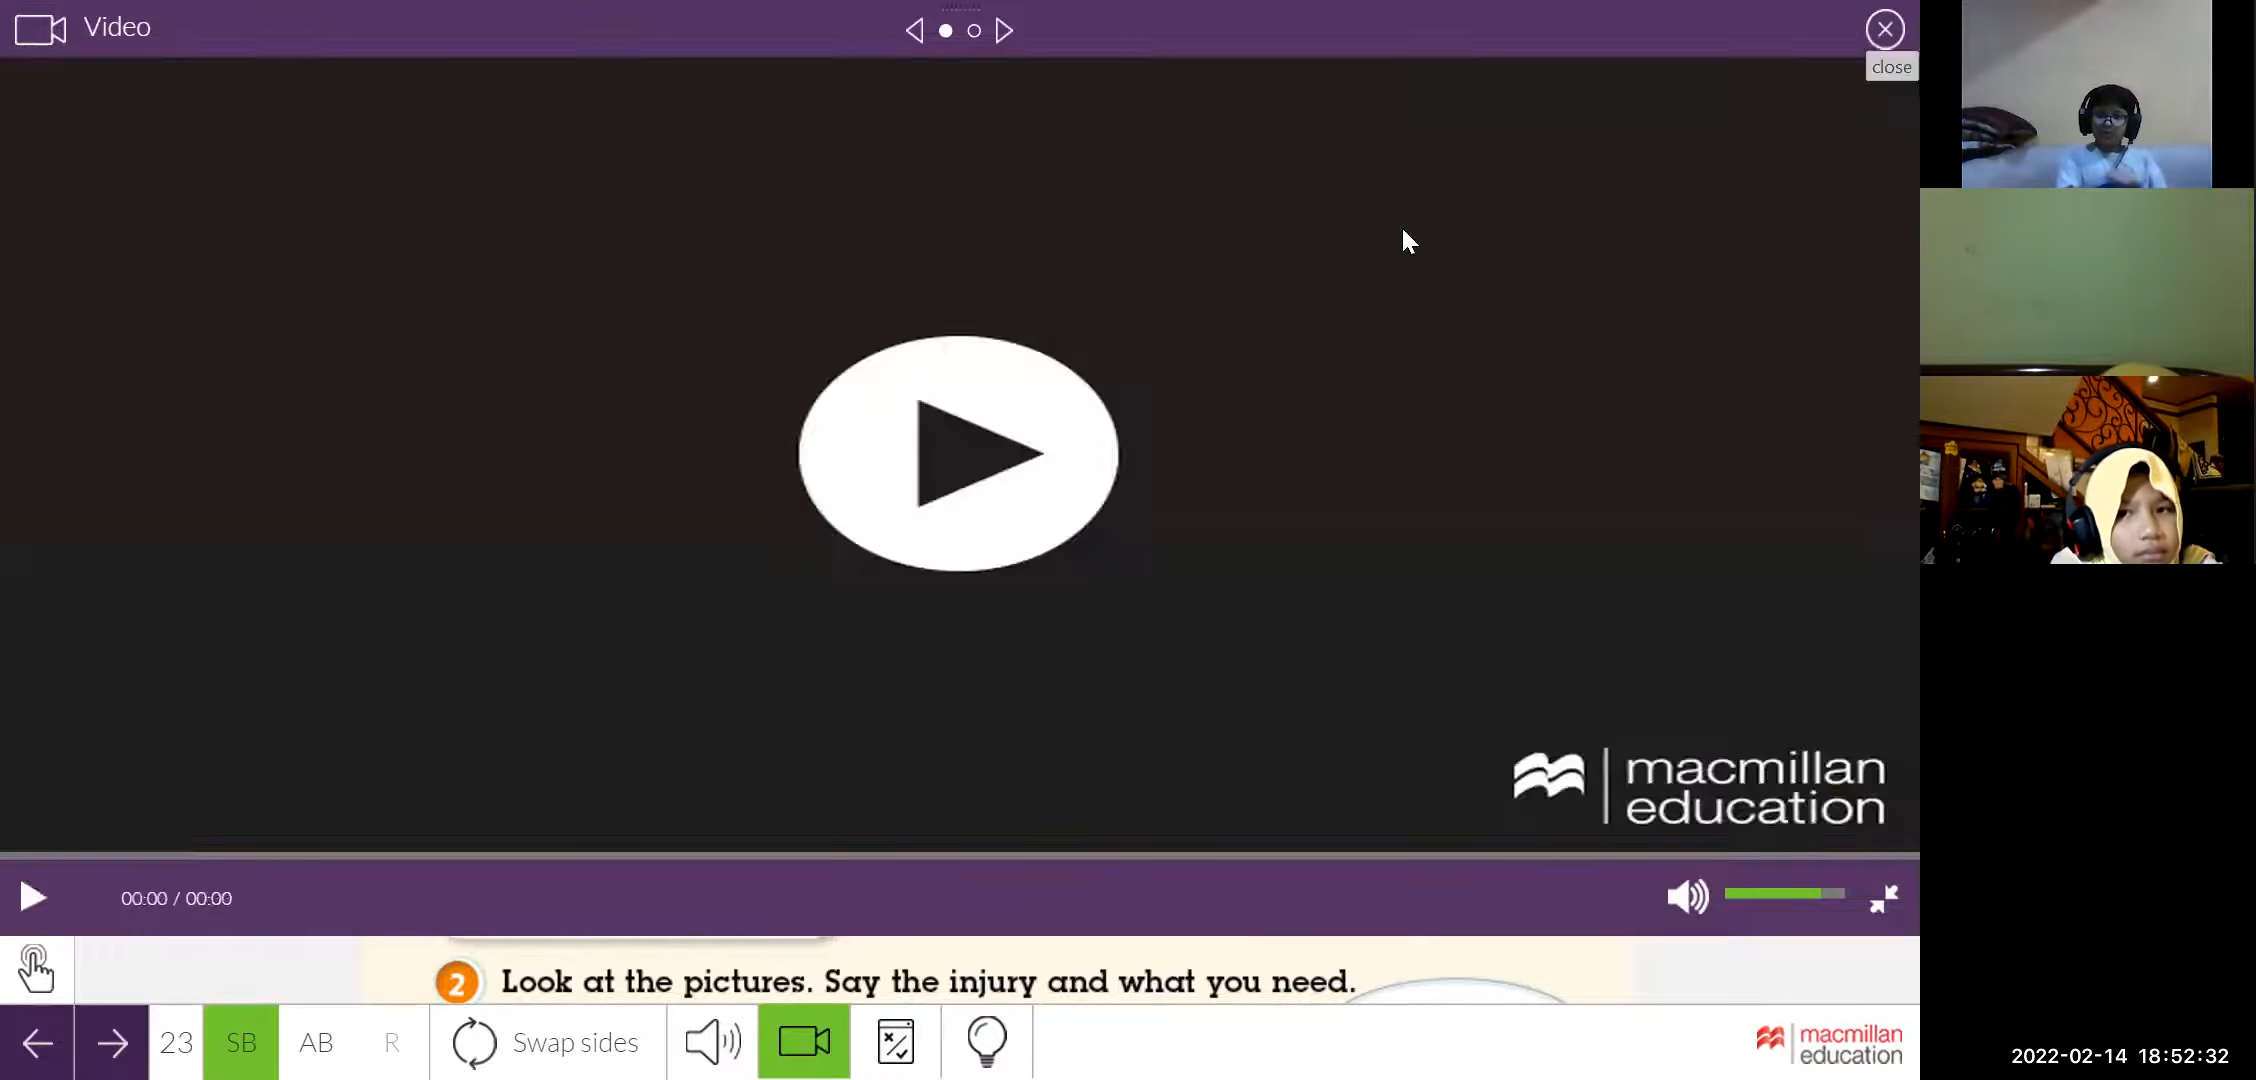 Video
close
macmillan
education
00:00 / 00:00
2 Look at the pictures. Say the injury and what you need.
23 SB AB R Swap sides
macmillan
education
2022-02-14 18:52:32